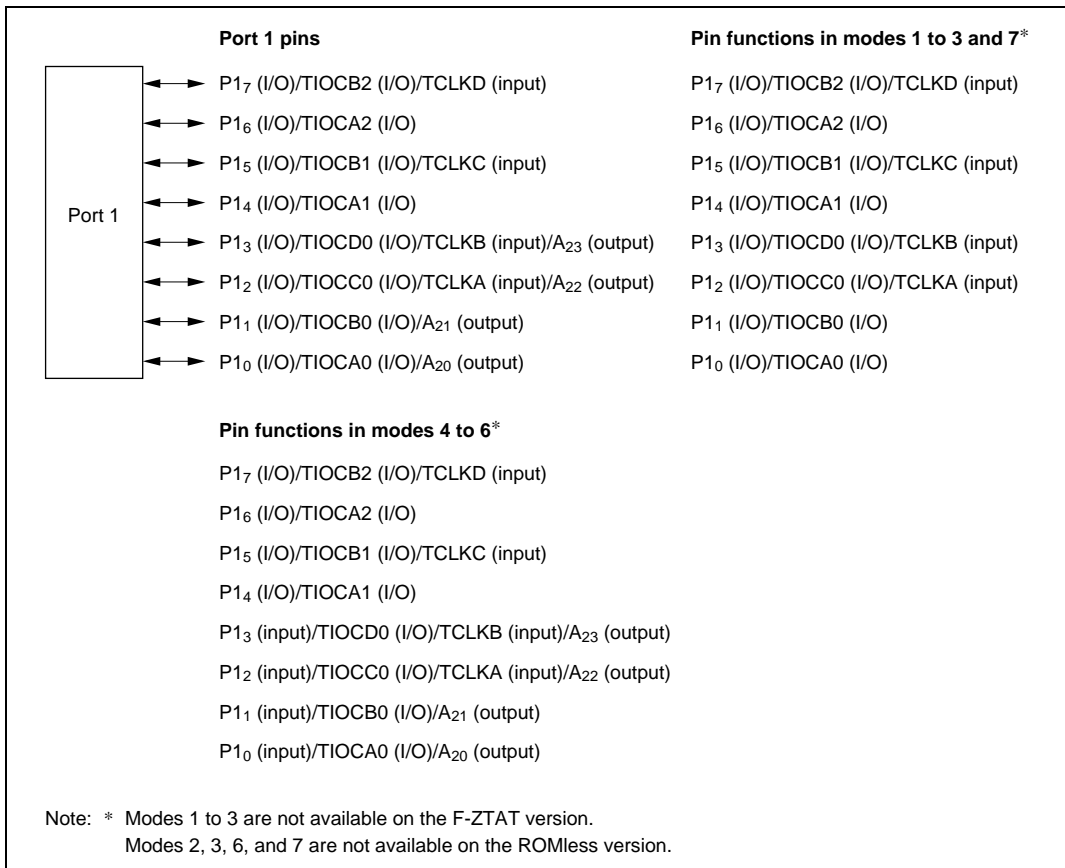 Port 1 pins
Port 1
P1₇ (I/O)/TIOCB2 (I/O)/TCLKD (input)
P1₆ (I/O)/TIOCA2 (I/O)
P1₅ (I/O)/TIOCB1 (I/O)/TCLKC (input)
P1₄ (I/O)/TIOCA1 (I/O)
P1₃ (I/O)/TIOCD0 (I/O)/TCLKB (input)/A₂₃ (output)
P1₂ (I/O)/TIOCC0 (I/O)/TCLKA (input)/A₂₂ (output)
P1₁ (I/O)/TIOCB0 (I/O)/A₂₁ (output)
P1₀ (I/O)/TIOCA0 (I/O)/A₂₀ (output)
Pin functions in modes 1 to 3 and 7*
P1₇ (I/O)/TIOCB2 (I/O)/TCLKD (input)
P1₆ (I/O)/TIOCA2 (I/O)
P1₅ (I/O)/TIOCB1 (I/O)/TCLKC (input)
P1₄ (I/O)/TIOCA1 (I/O)
P1₃ (I/O)/TIOCD0 (I/O)/TCLKB (input)
P1₂ (I/O)/TIOCC0 (I/O)/TCLKA (input)
P1₁ (I/O)/TIOCB0 (I/O)
P1₀ (I/O)/TIOCA0 (I/O)
Pin functions in modes 4 to 6*
P1₇ (I/O)/TIOCB2 (I/O)/TCLKD (input)
P1₆ (I/O)/TIOCA2 (I/O)
P1₅ (I/O)/TIOCB1 (I/O)/TCLKC (input)
P1₄ (I/O)/TIOCA1 (I/O)
P1₃ (input)/TIOCD0 (I/O)/TCLKB (input)/A₂₃ (output)
P1₂ (input)/TIOCC0 (I/O)/TCLKA (input)/A₂₂ (output)
P1₁ (input)/TIOCB0 (I/O)/A₂₁ (output)
P1₀ (input)/TIOCA0 (I/O)/A₂₀ (output)
Note: * Modes 1 to 3 are not available on the F-ZTAT version.
Modes 2, 3, 6, and 7 are not available on the ROMless version.